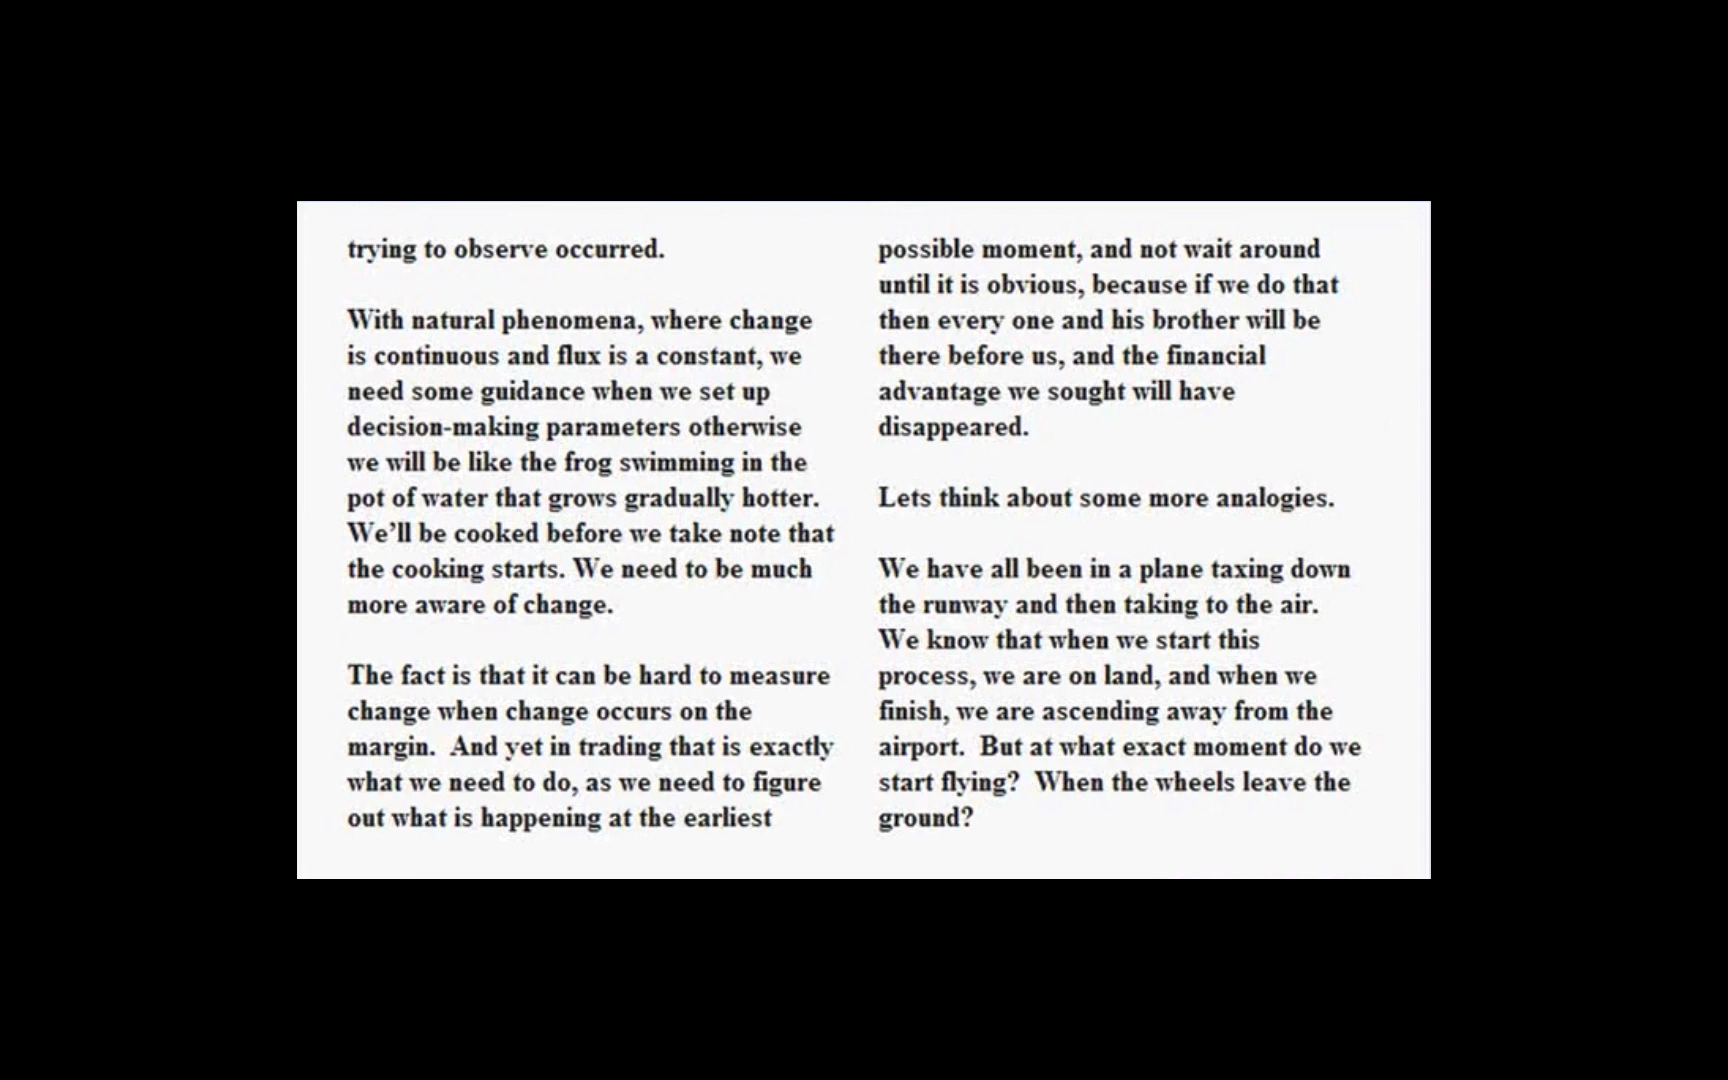 trying to observe occurred.
With natural phenomena, where change
is continuous and flux is a constant, we
need some guidance when we set up
decision-making parameters otherwise
we will be like the frog swimming in the
pot of water that grows gradually hotter.
We’ll be cooked before we take note that
the cooking starts. We need to be much
more aware of change.
The fact is that it can be hard to measure
change when change occurs on the
margin.  And yet in trading that is exactly
what we need to do, as we need to figure
out what is happening at the earliest
possible moment, and not wait around
until it is obvious, because if we do that
then every one and his brother will be
there before us, and the financial
advantage we sought will have
disappeared.
Lets think about some more analogies.
We have all been in a plane taxing down
the runway and then taking to the air.
We know that when we start this
process, we are on land, and when we
finish, we are ascending away from the
airport.  But at what exact moment do we
start flying?  When the wheels leave the
ground?